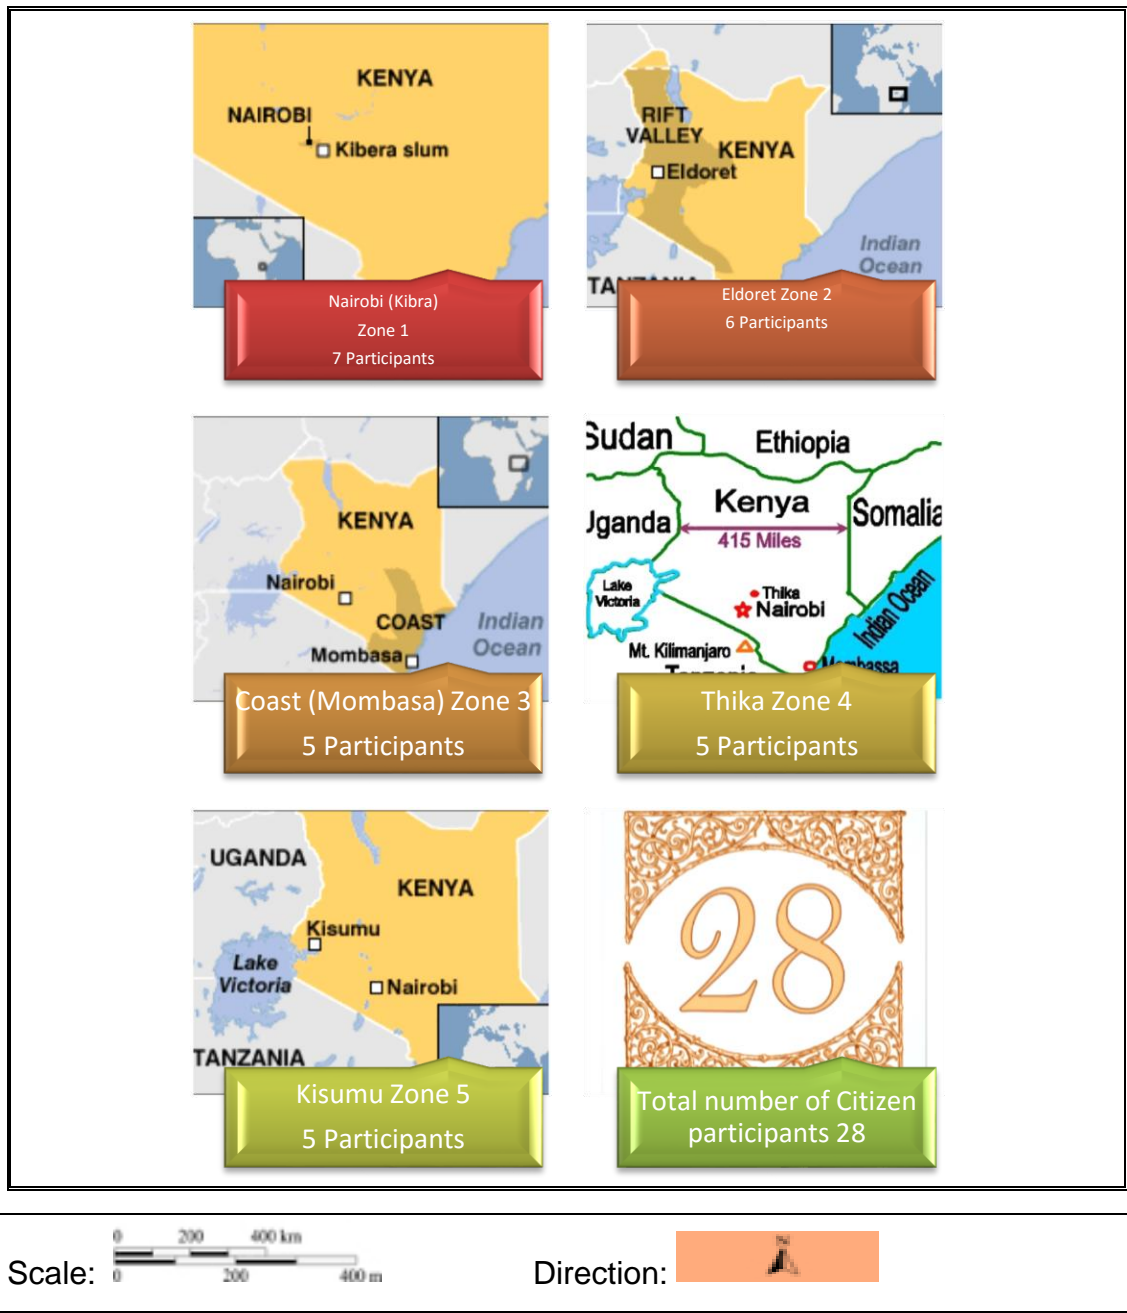 KENYA
NAIROBI
Kibera slum
Nairobi (Kibra)
Zone 1
7 Participants
RIFT
VALLEY
KENYA
Eldoret
Indian
Ocean
Eldoret Zone 2
6 Participants
KENYA
Nairobi
COAST
Indian
Ocean
Mombasa
Coast (Mombasa) Zone 3
5 Participants
Sudan
Ethiopia
Kenya
Somalia
Uganda
415 Miles
Lake
Victoria
Thika
Nairobi
Indian Ocean
Mt. Kilimanjaro
Mombassa
Tanzania
Thika Zone 4
5 Participants
UGANDA
KENYA
Kisumu
Lake
Victoria
Nairobi
TANZANIA
Kisumu Zone 5
5 Participants
28
Total number of Citizen
participants 28
Scale:
0 200 400 km
0 200 400 m
Direction:
N